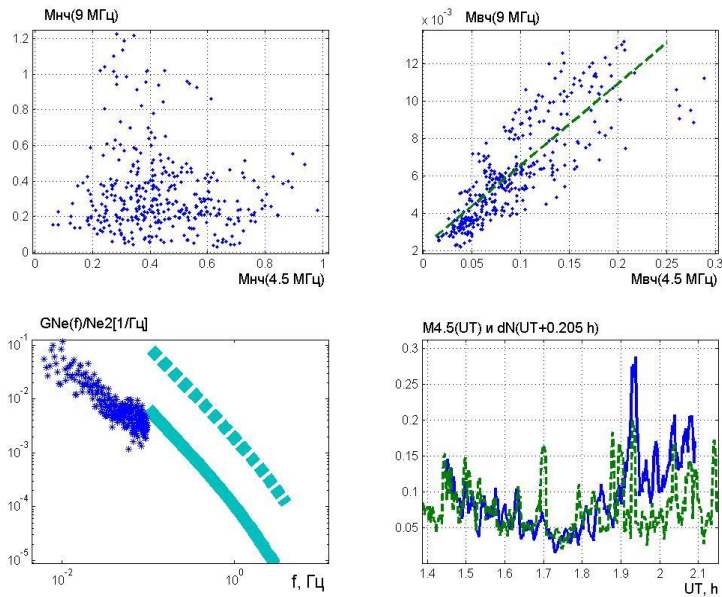 Mнч(9 МГц)
1.2
1
0.8
0.6
0.4
0.2
0
0 0.2 0.4 0.6 0.8 1
Mнч(4.5 МГц)
x 10⁻³ Mвч(9 МГц)
12
10
8
6
4
2
0 0.05 0.1 0.15 0.2 0.25 0.3
Mвч(4.5 МГц)
GNe(f)/Ne2[1/Гц]
10⁻¹
10⁻²
10⁻³
10⁻⁴
10⁻⁵
10⁻² 10⁰
f, Гц
M4.5(UT) и dN(UT+0.205 h)
0.3
0.25
0.2
0.15
0.1
0.05
1.4 1.5 1.6 1.7 1.8 1.9 2 2.1
UT, h